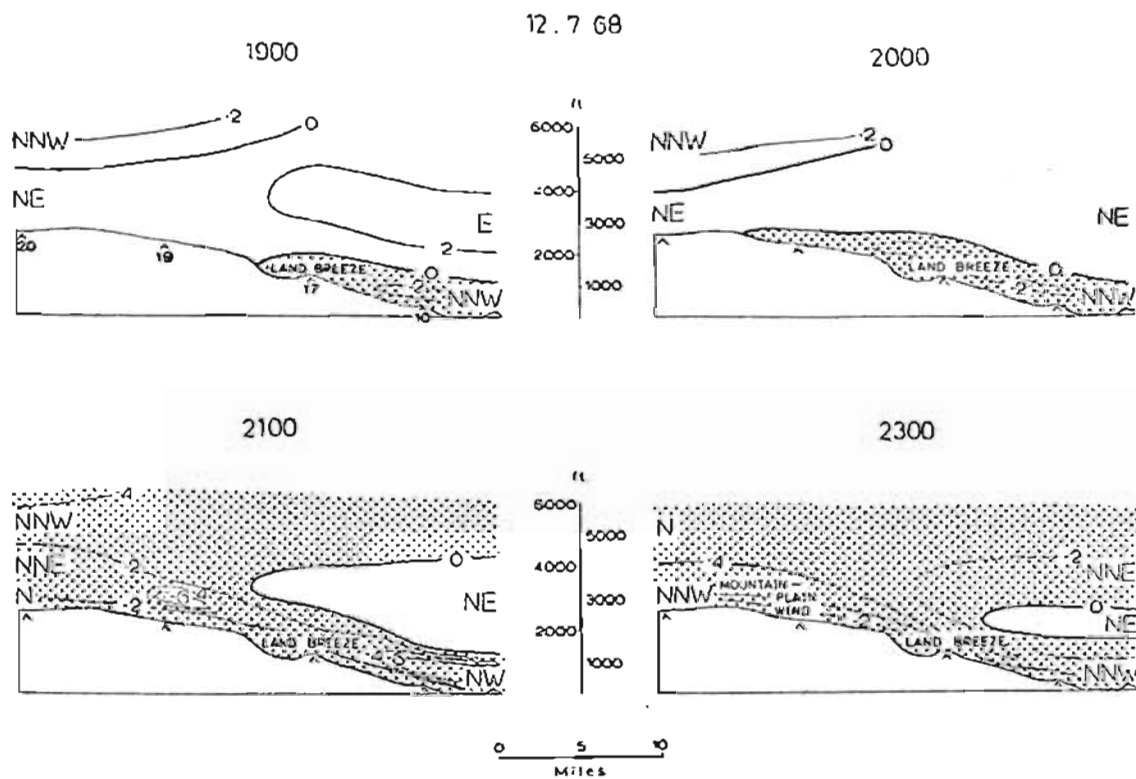 12.7 68
1900
2000
ft.
NNW
2
0
6000
5000
4000
3000
2000
1000
NE
E
2
20
19
LAND BREEZE
17
10
0
2
NNW
NNW
2
0
NE
NE
LAND BREEZE
0
2
NNW
2100
2300
ft.
6000
5000
4000
3000
2000
1000
4
NNW
NNE
2
N
2
4
0
NE
LAND BREEZE
NW
N
4
2
NNE
NNW
MOUNTAIN –
PLAIN
WIND
2
0
NE
LAND BREEZE
NNW
0 5 10
Miles